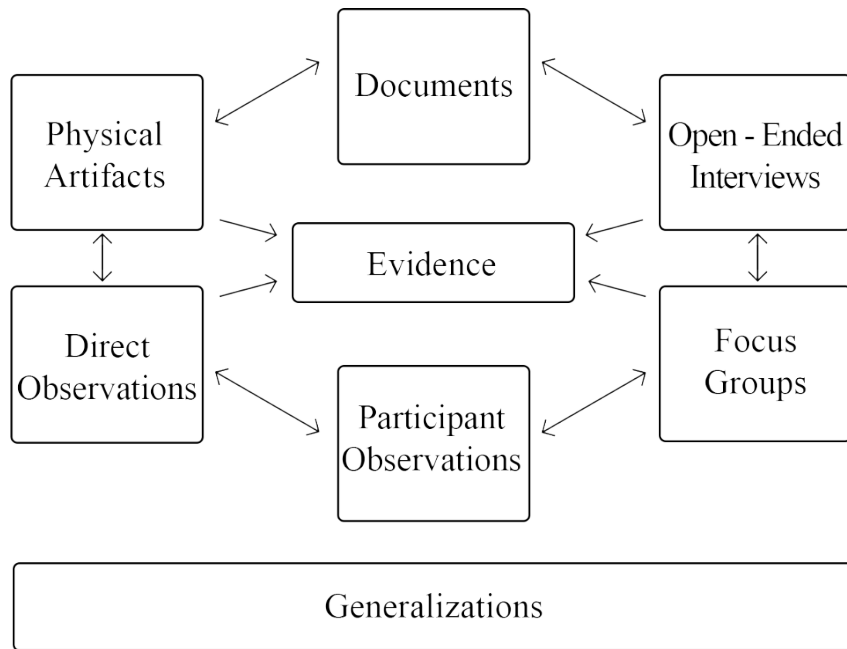 Documents
Physical
Artifacts
Open - Ended
Interviews
Evidence
Direct
Observations
Focus
Groups
Participant
Observations
Generalizations